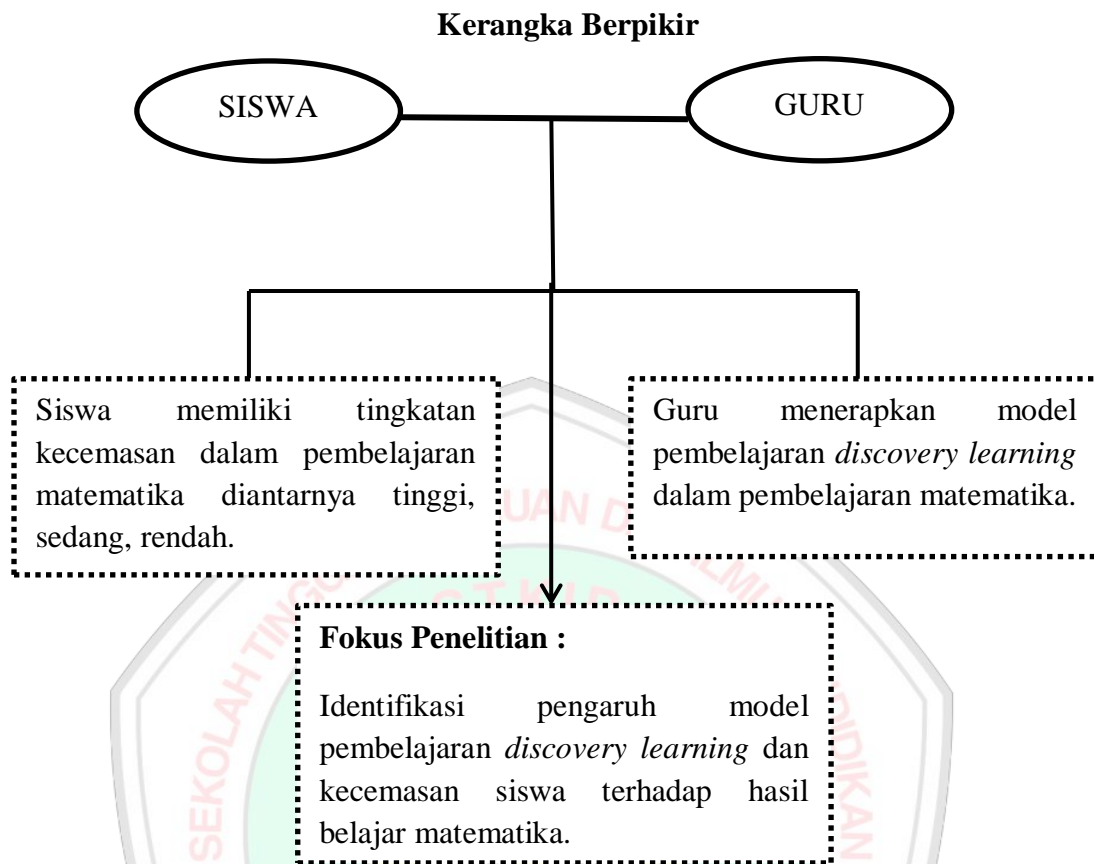 Kerangka Berpikir
SISWA
GURU
Siswa memiliki tingkatan
kecemasan dalam pembelajaran
matematika diantarnya tinggi,
sedang, rendah.
Guru menerapkan model
pembelajaran discovery learning
dalam pembelajaran matematika.
Fokus Penelitian :
Identifikasi pengaruh model
pembelajaran discovery learning dan
kecemasan siswa terhadap hasil
belajar matematika.
SEKOLAH